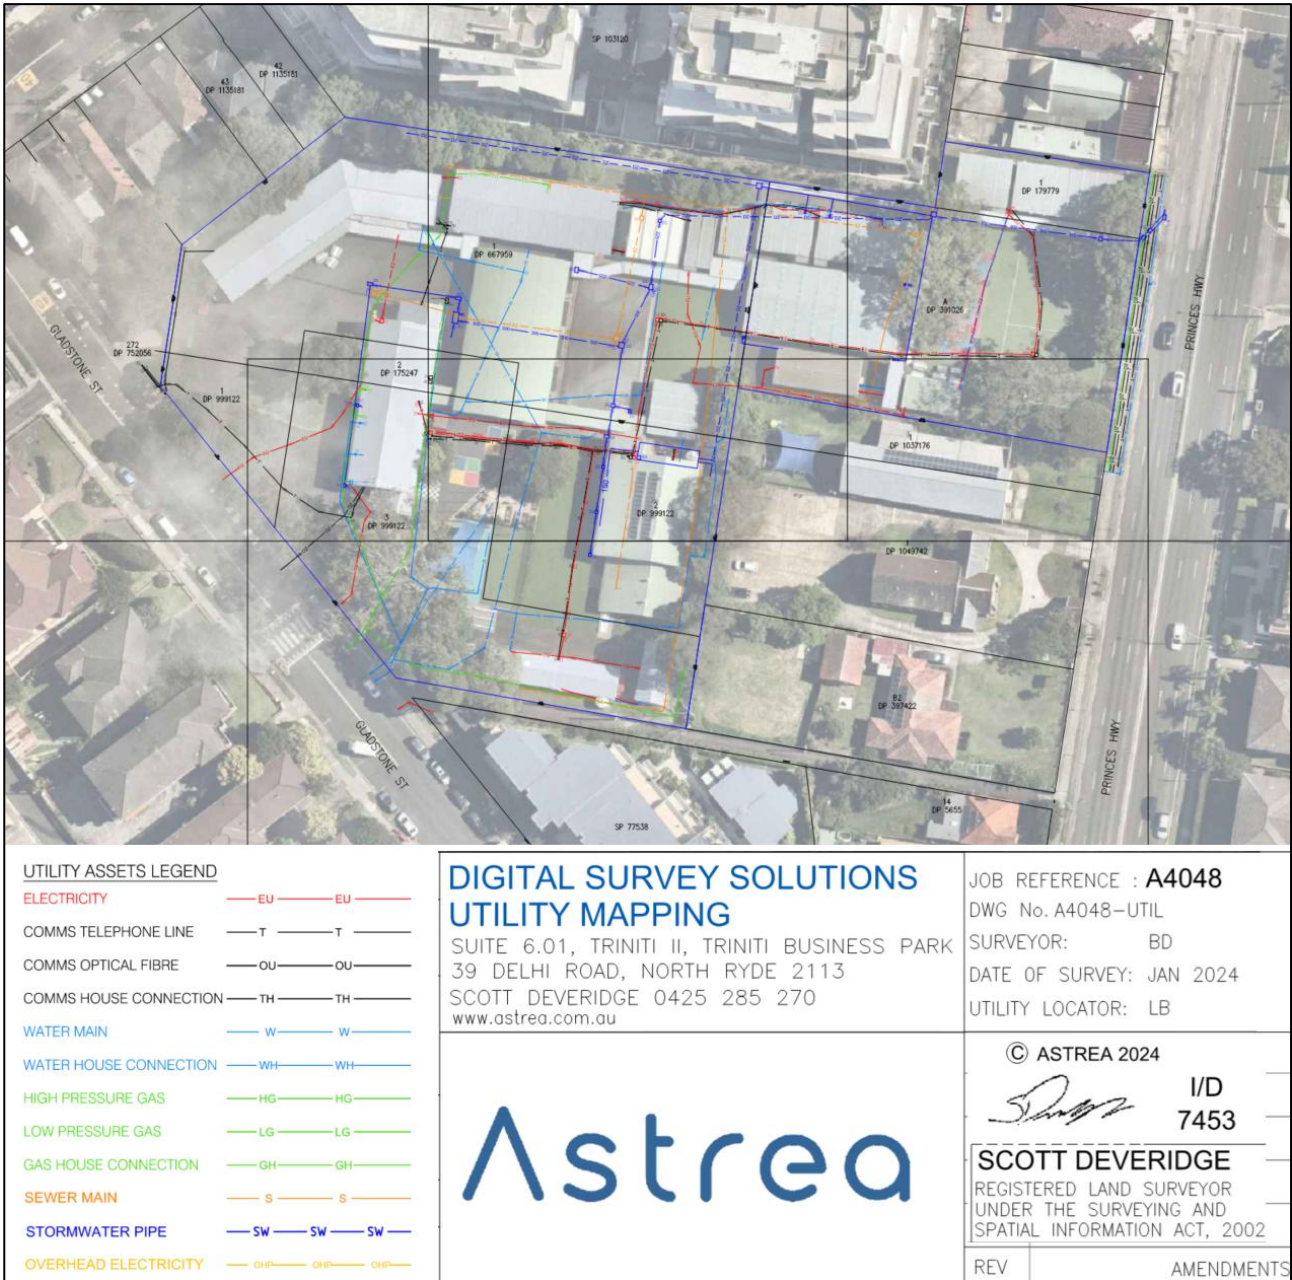 SP 103120
42
DP 1135181
43
DP 1135181
1
DP 179779
1
DP 667959
A
DP 391026
PRINCES HWY
GLADSTONE ST
272
DP 752056
1
DP 999122
2
DP 175247
1
DP 1037176
2
DP 999122
3
DP 999122
150
DP 1049742
B2
DP 397422
GLADSTONE ST
PRINCES HWY
14
DP 5655
SP 77538
UTILITY ASSETS LEGEND
ELECTRICITY EU EU
COMMS TELEPHONE LINE T T
COMMS OPTICAL FIBRE OU OU
COMMS HOUSE CONNECTION TH TH
WATER MAIN W W
WATER HOUSE CONNECTION WH WH
HIGH PRESSURE GAS HG HG
LOW PRESSURE GAS LG LG
GAS HOUSE CONNECTION GH GH
SEWER MAIN S S
STORMWATER PIPE SW SW SW
OVERHEAD ELECTRICITY OHP OHP OHP
DIGITAL SURVEY SOLUTIONS
UTILITY MAPPING
SUITE 6.01, TRINITI II, TRINITI BUSINESS PARK
39 DELHI ROAD, NORTH RYDE 2113
SCOTT DEVERIDGE 0425 285 270
www.astrea.com.au
Astrea
JOB REFERENCE : A4048
DWG No. A4048-UTIL
SURVEYOR: BD
DATE OF SURVEY: JAN 2024
UTILITY LOCATOR: LB
© ASTREA 2024
I/D
7453
SCOTT DEVERIDGE
REGISTERED LAND SURVEYOR
UNDER THE SURVEYING AND
SPATIAL INFORMATION ACT, 2002
REV AMENDMENTS